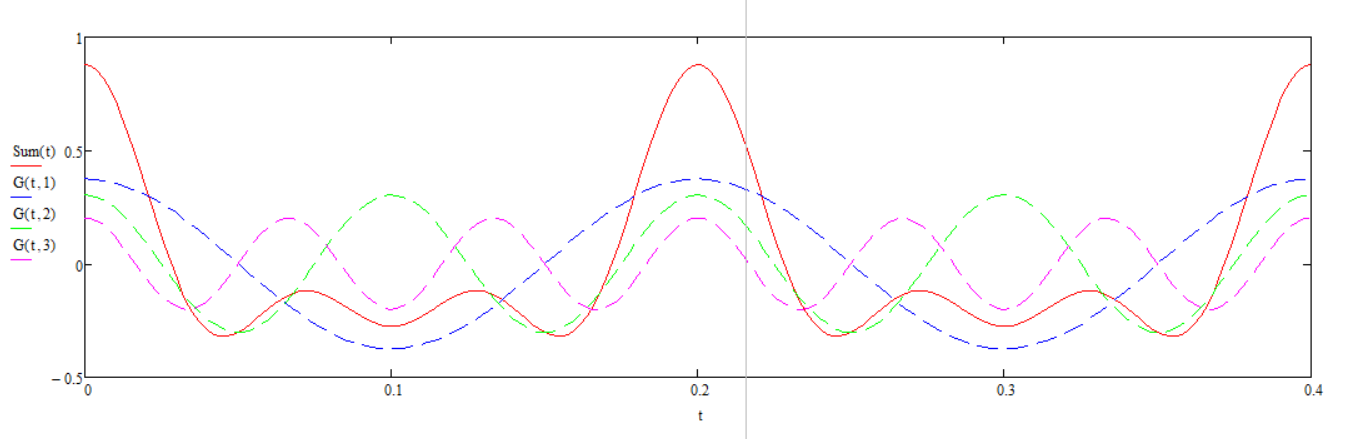 1
Sum(t) 0.5
G(t,1)
G(t,2)
G(t,3) 0
−0.5
0 0.1 0.2 0.3 0.4
t